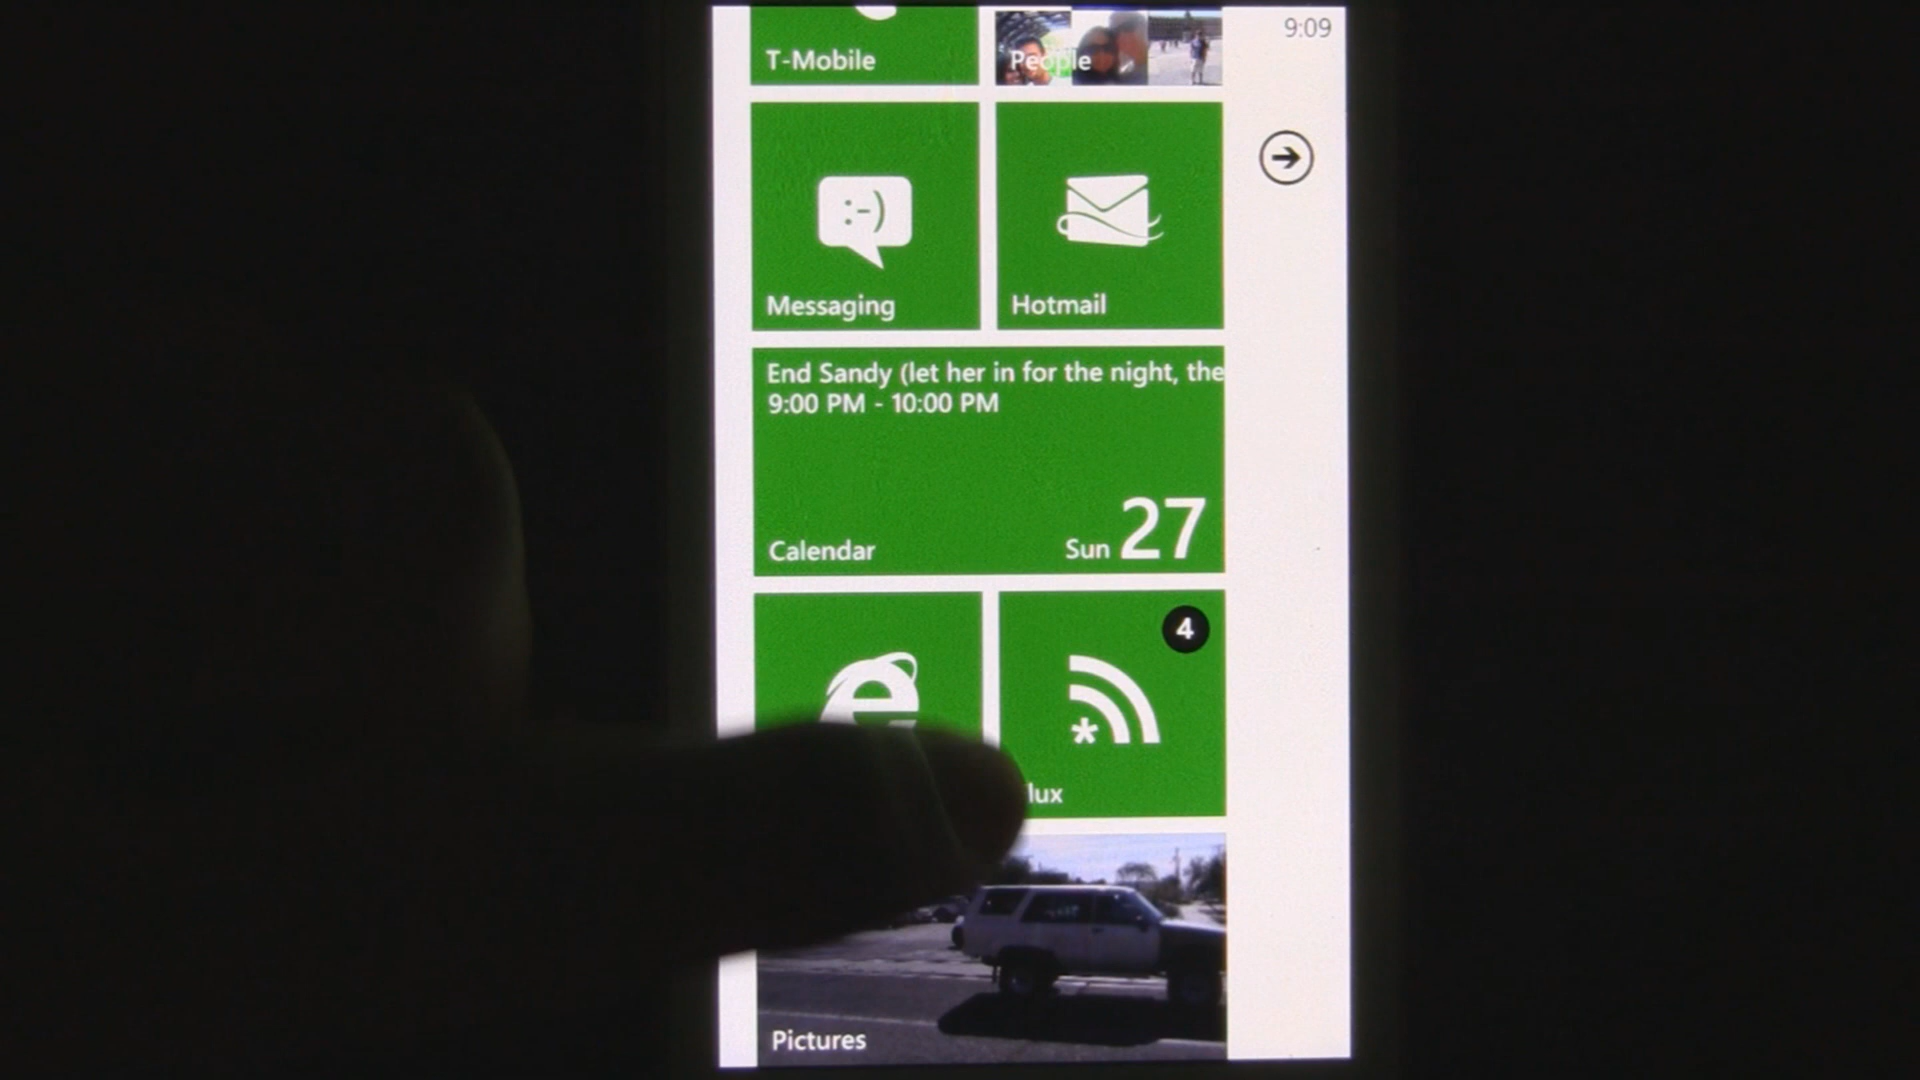 9:09
T-Mobile
People
:-)
Messaging
Hotmail
End Sandy (let her in for the night, the
9:00 PM - 10:00 PM
Calendar
Sun 27
4
lux
Pictures